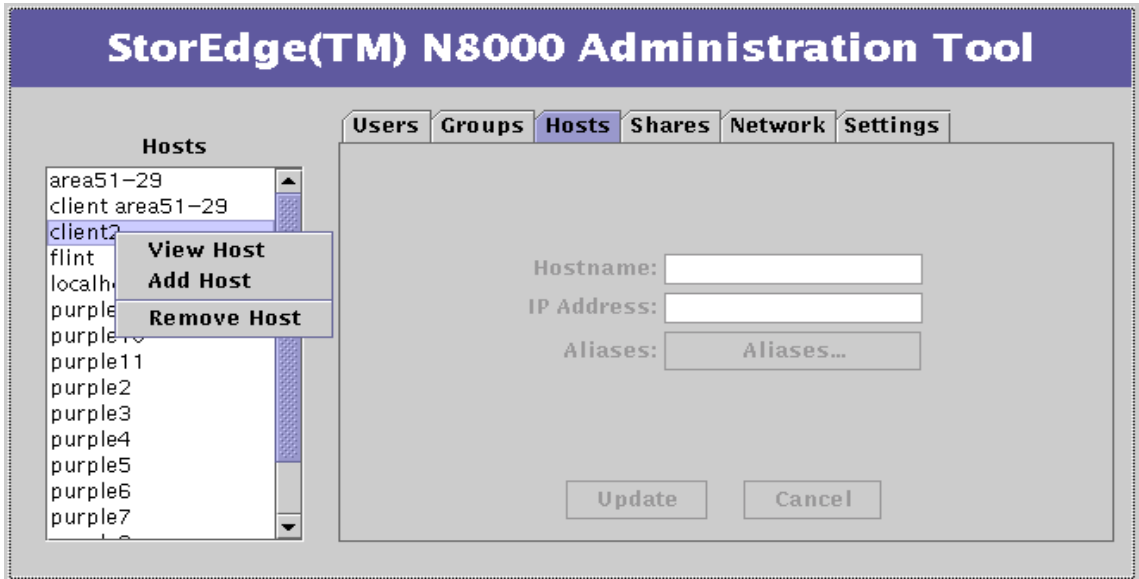 StorEdge(TM) N8000 Administration Tool
Users Groups Hosts Shares Network Settings
Hosts
area51-29
client area51-29
client2
flint
purple11
purple2
purple3
purple4
purple5
purple6
purple7
View Host
Add Host
Remove Host
Hostname:
IP Address:
Aliases: Aliases...
Update Cancel